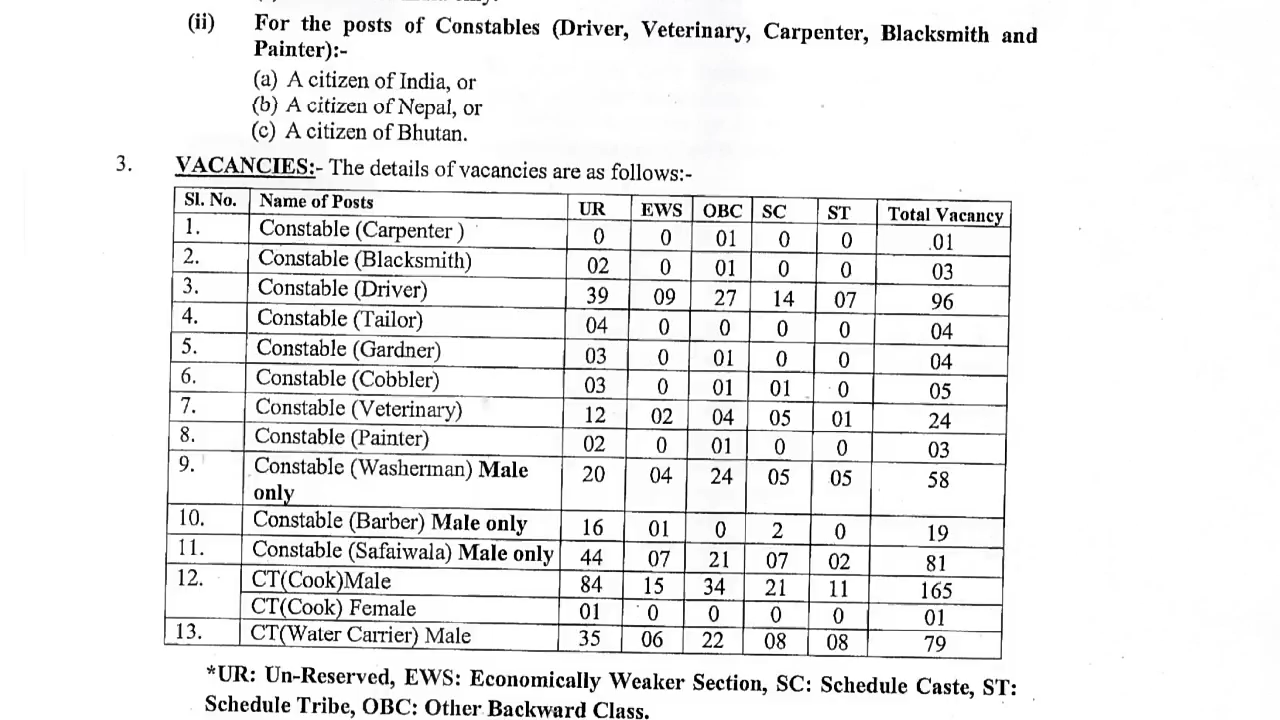 (ii) For the posts of Constables (Driver, Veterinary, Carpenter, Blacksmith and
Painter):-
(a) A citizen of India, or
(b) A citizen of Nepal, or
(c) A citizen of Bhutan.
3. VACANCIES:- The details of vacancies are as follows:-
Sl. No. Name of Posts UR EWS OBC SC ST Total Vacancy
1. Constable (Carpenter ) 0 0 01 0 0 01
2. Constable (Blacksmith) 02 0 01 0 0 03
3. Constable (Driver) 39 09 27 14 07 96
4. Constable (Tailor) 04 0 0 0 0 04
5. Constable (Gardner) 03 0 01 0 0 04
6. Constable (Cobbler) 03 0 01 01 0 05
7. Constable (Veterinary) 12 02 04 05 01 24
8. Constable (Painter) 02 0 01 0 0 03
9. Constable (Washerman) Male 20 04 24 05 05 58
only
10. Constable (Barber) Male only 16 01 0 2 0 19
11. Constable (Safaiwala) Male only 44 07 21 07 02 81
12. CT(Cook)Male 84 15 34 21 11 165
CT(Cook) Female 01 0 0 0 0 01
13. CT(Water Carrier) Male 35 06 22 08 08 79
*UR: Un-Reserved, EWS: Economically Weaker Section, SC: Schedule Caste, ST:
Schedule Tribe, OBC: Other Backward Class.